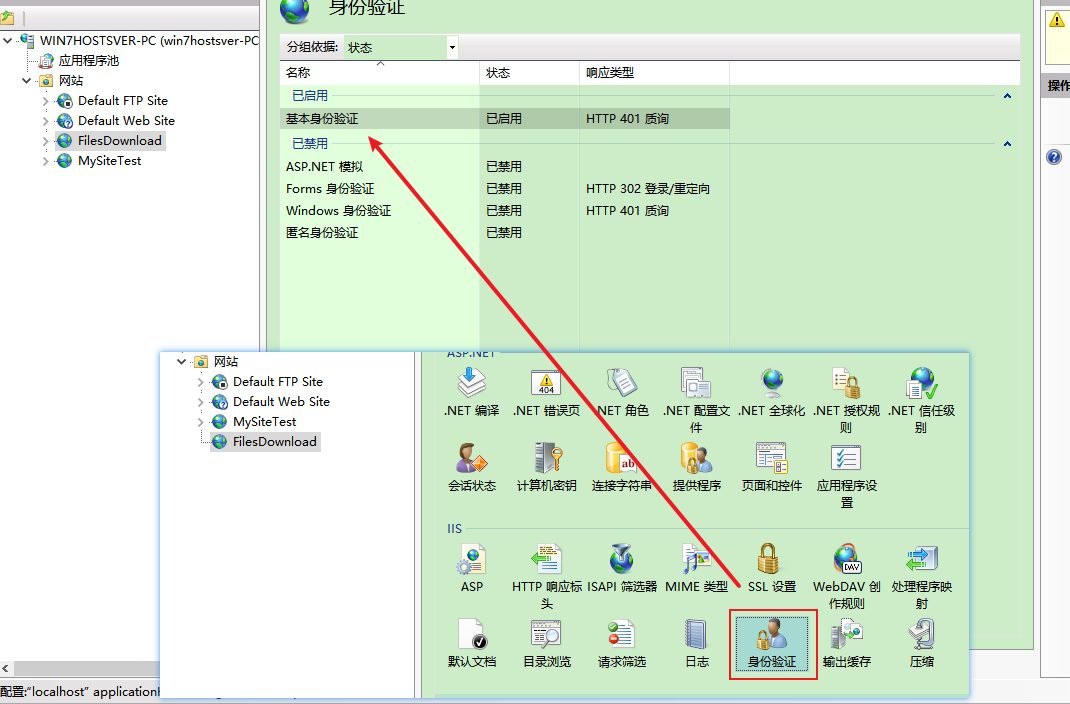 身份验证
WIN7HOSTSVER-PC (win7hostsver-PC
应用程序池
网站
Default FTP Site
Default Web Site
FilesDownload
MySiteTest
分组依据: 状态
名称 状态 响应类型
已启用
基本身份验证 已启用 HTTP 401 质询
已禁用
ASP.NET 模拟 已禁用
Forms 身份验证 已禁用 HTTP 302 登录/重定向
Windows 身份验证 已禁用 HTTP 401 质询
匿名身份验证 已禁用
操作
网站
Default FTP Site
Default Web Site
MySiteTest
FilesDownload
ASP.NET
404
.NET 编译 .NET 错误页 .NET 角色 .NET 配置文件 .NET 全球化 .NET 授权规则 .NET 信任级别
ab
会话状态 计算机密钥 连接字符串 提供程序 页面和控件 应用程序设置
IIS
DAV
ASP HTTP 响应标头 ISAPI 筛选器 MIME 类型 SSL 设置 WebDAV 创作规则 处理程序映射
默认文档 目录浏览 请求筛选 日志 身份验证 输出缓存 压缩
配置:"localhost" applicationH